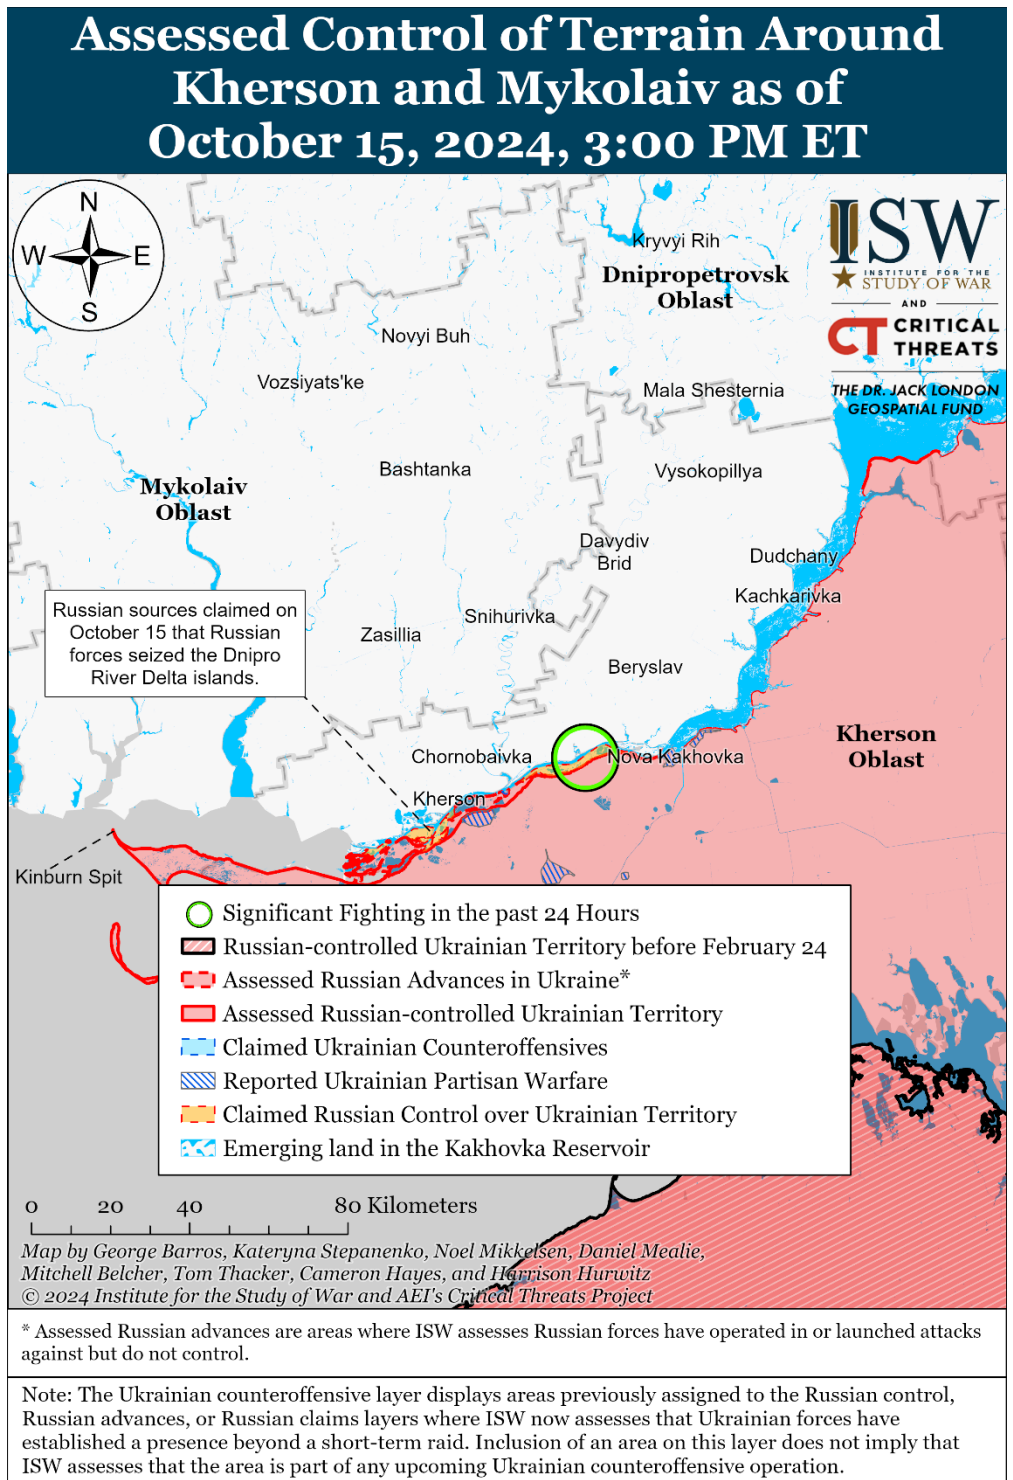 Assessed Control of Terrain Around
Kherson and Mykolaiv as of
October 15, 2024, 3:00 PM ET
N
W
E
S
ISW
INSTITUTE FOR THE
STUDY OF WAR
AND
CT CRITICAL
THREATS
THE DR. JACK LONDON
GEOSPATIAL FUND
Kryvyi Rih
Dnipropetrovsk
Oblast
Novyi Buh
Vozsiyats'ke
Mala Shesternia
Bashtanka
Vysokopillya
Mykolaiv
Oblast
Davydiv
Brid
Dudchany
Kachkarivka
Russian sources claimed on
October 15 that Russian
forces seized the Dnipro
River Delta islands.
Snihurivka
Zasillia
Beryslav
Kherson
Oblast
Chornobaivka
Nova Kakhovka
Kherson
Kinburn Spit
Significant Fighting in the past 24 Hours
Russian-controlled Ukrainian Territory before February 24
Assessed Russian Advances in Ukraine*
Assessed Russian-controlled Ukrainian Territory
Claimed Ukrainian Counteroffensives
Reported Ukrainian Partisan Warfare
Claimed Russian Control over Ukrainian Territory
Emerging land in the Kakhovka Reservoir
0 20 40 80 Kilometers
Map by George Barros, Kateryna Stepanenko, Noel Mikkelsen, Daniel Mealie,
Mitchell Belcher, Tom Thacker, Cameron Hayes, and Harrison Hurwitz
© 2024 Institute for the Study of War and AEI's Critical Threats Project
* Assessed Russian advances are areas where ISW assesses Russian forces have operated in or launched attacks
against but do not control.
Note: The Ukrainian counteroffensive layer displays areas previously assigned to the Russian control,
Russian advances, or Russian claims layers where ISW now assesses that Ukrainian forces have
established a presence beyond a short-term raid. Inclusion of an area on this layer does not imply that
ISW assesses that the area is part of any upcoming Ukrainian counteroffensive operation.